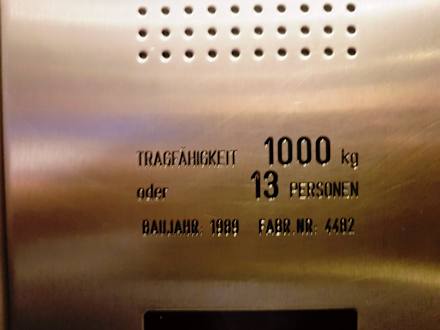 TRAGFÄHIGKEIT 1000 kg
oder 13 PERSONEN
BAUJAHR: 1989 FABR.NR: 4482